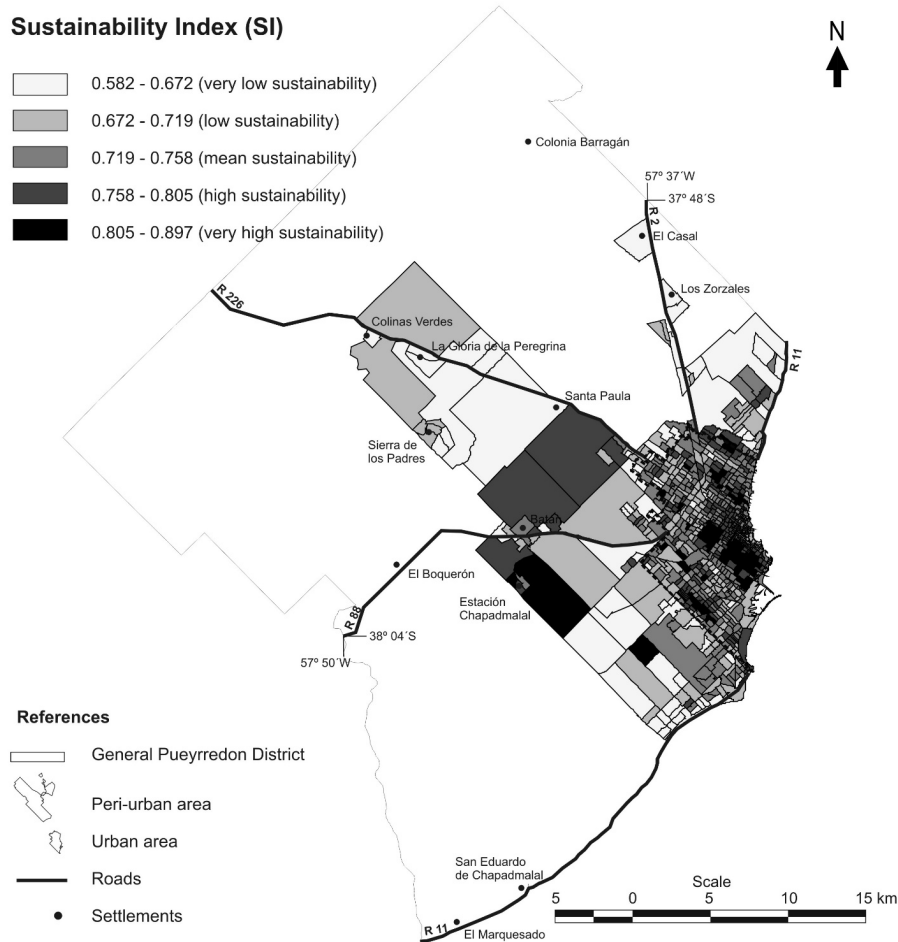 Sustainability Index (SI)
0.582 - 0.672 (very low sustainability)
0.672 - 0.719 (low sustainability)
0.719 - 0.758 (mean sustainability)
0.758 - 0.805 (high sustainability)
0.805 - 0.897 (very high sustainability)
N
Colonia Barragán
57º 37´W
37º 48´S
R 2
El Casal
Los Zorzales
R 226
R 11
Colinas Verdes
La Gloria de la Peregrina
Santa Paula
Sierra de
los Padres
Batán
El Boquerón
Estación
Chapadmalal
R 88
38º 04´S
57º 50´W
References
General Pueyrredon District
Peri-urban area
Urban area
Roads
Settlements
San Eduardo
de Chapadmalal
R 11
El Marquesado
Scale
5 0 5 10 15 km